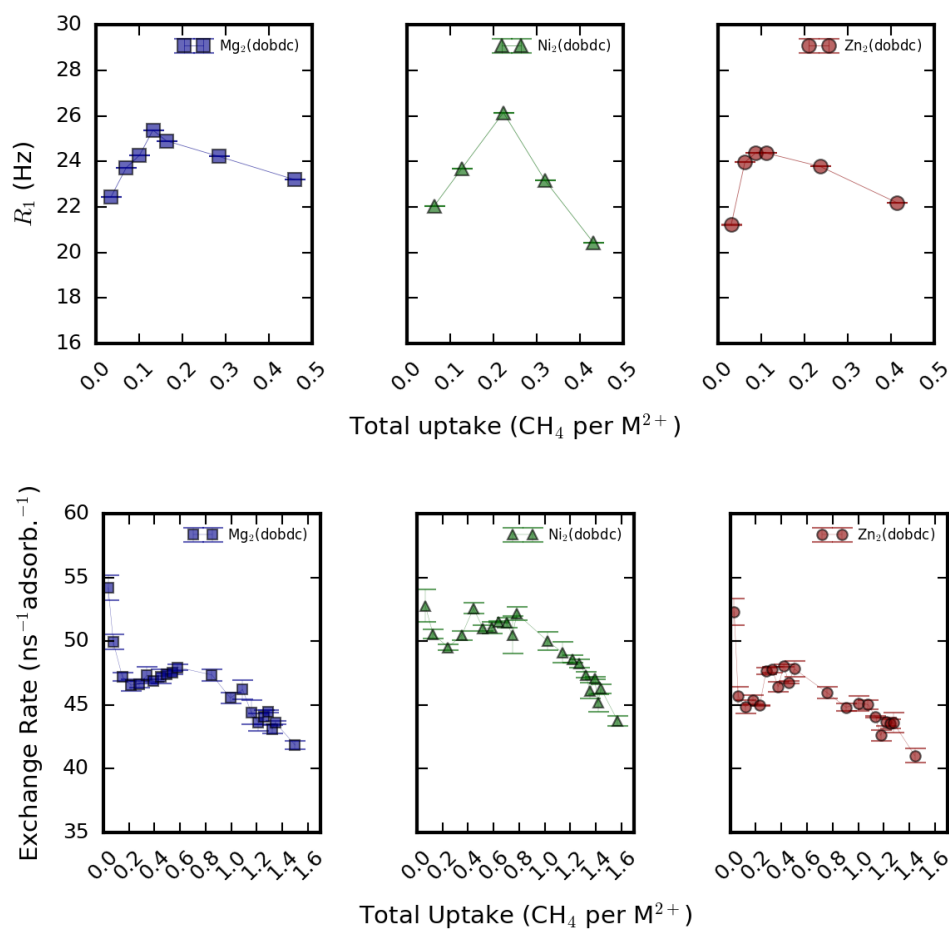 30
28
26
24
22
20
18
16
R₁ (Hz)
Mg₂(dobdc)
Ni₂(dobdc)
Zn₂(dobdc)
0.0 0.1 0.2 0.3 0.4 0.5
0.0 0.1 0.2 0.3 0.4 0.5
0.0 0.1 0.2 0.3 0.4 0.5
Total uptake (CH₄ per M²⁺)
60
55
50
45
40
35
Exchange Rate (ns⁻¹adsorb.⁻¹)
Mg₂(dobdc)
Ni₂(dobdc)
Zn₂(dobdc)
0.0 0.2 0.4 0.6 0.8 1.0 1.2 1.4 1.6
0.0 0.2 0.4 0.6 0.8 1.0 1.2 1.4 1.6
0.0 0.2 0.4 0.6 0.8 1.0 1.2 1.4 1.6
Total Uptake (CH₄ per M²⁺)